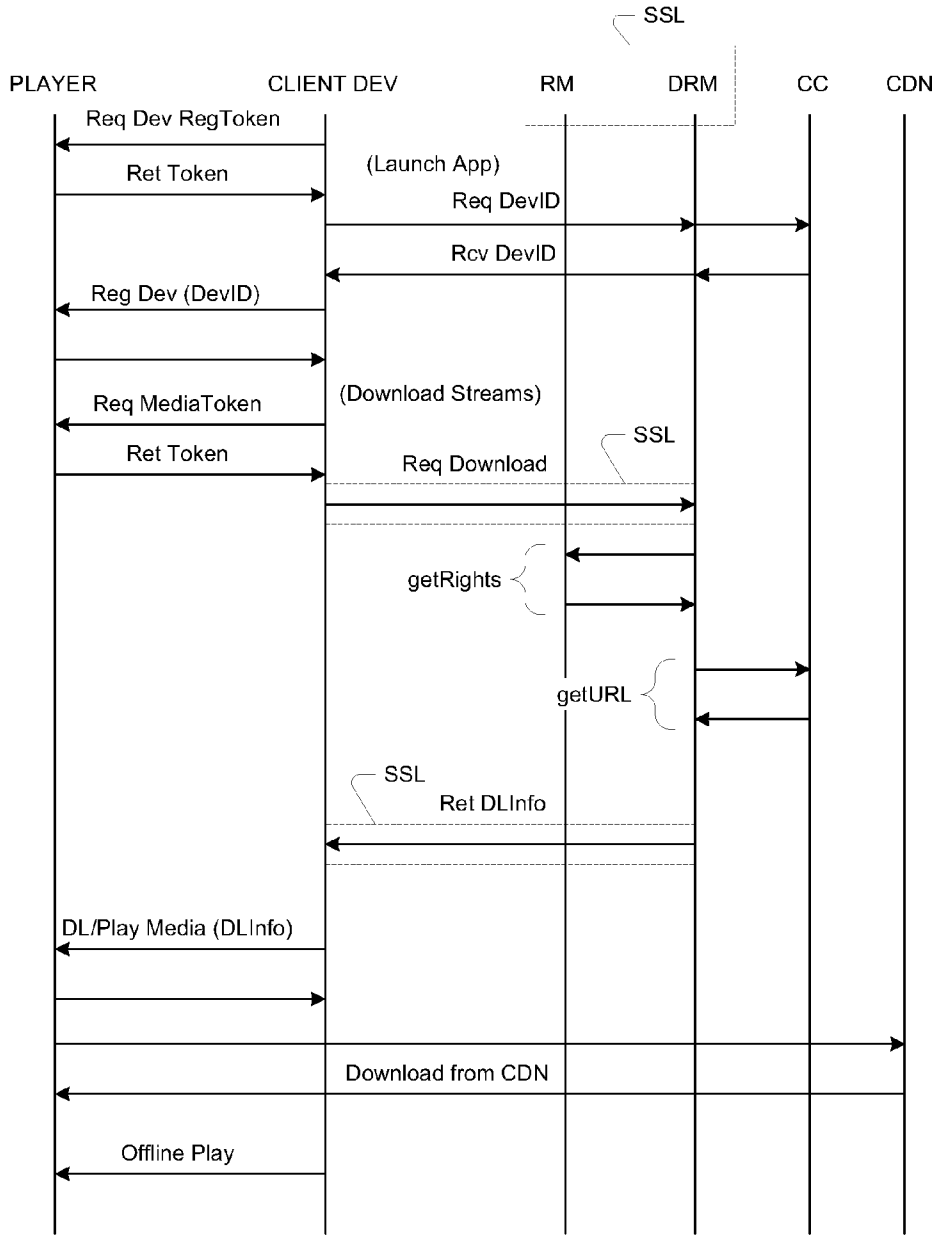 SSL
PLAYER
CLIENT DEV
RM
DRM
CC
CDN
Req Dev RegToken
(Launch App)
Ret Token
Req DevID
Rcv DevID
Reg Dev (DevID)
(Download Streams)
Req MediaToken
SSL
Ret Token
Req Download
getRights
getURL
SSL
Ret DLInfo
DL/Play Media (DLInfo)
Download from CDN
Offline Play